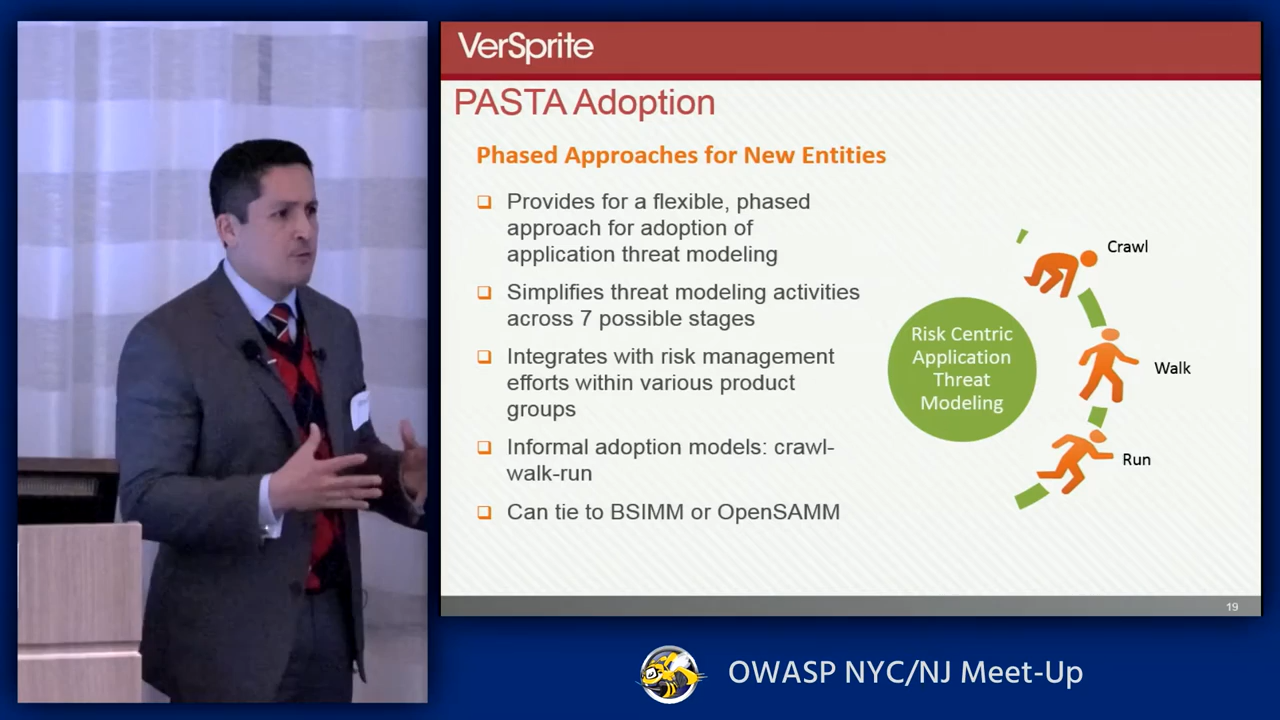 VerSprite
PASTA Adoption
Phased Approaches for New Entities
Provides for a flexible, phased
approach for adoption of
application threat modeling
Simplifies threat modeling activities
across 7 possible stages
Integrates with risk management
efforts within various product
groups
Informal adoption models: crawl-
walk-run
Can tie to BSIMM or OpenSAMM
Risk Centric
Application
Threat
Modeling
Crawl
Walk
Run
19
OWASP NYC/NJ Meet-Up